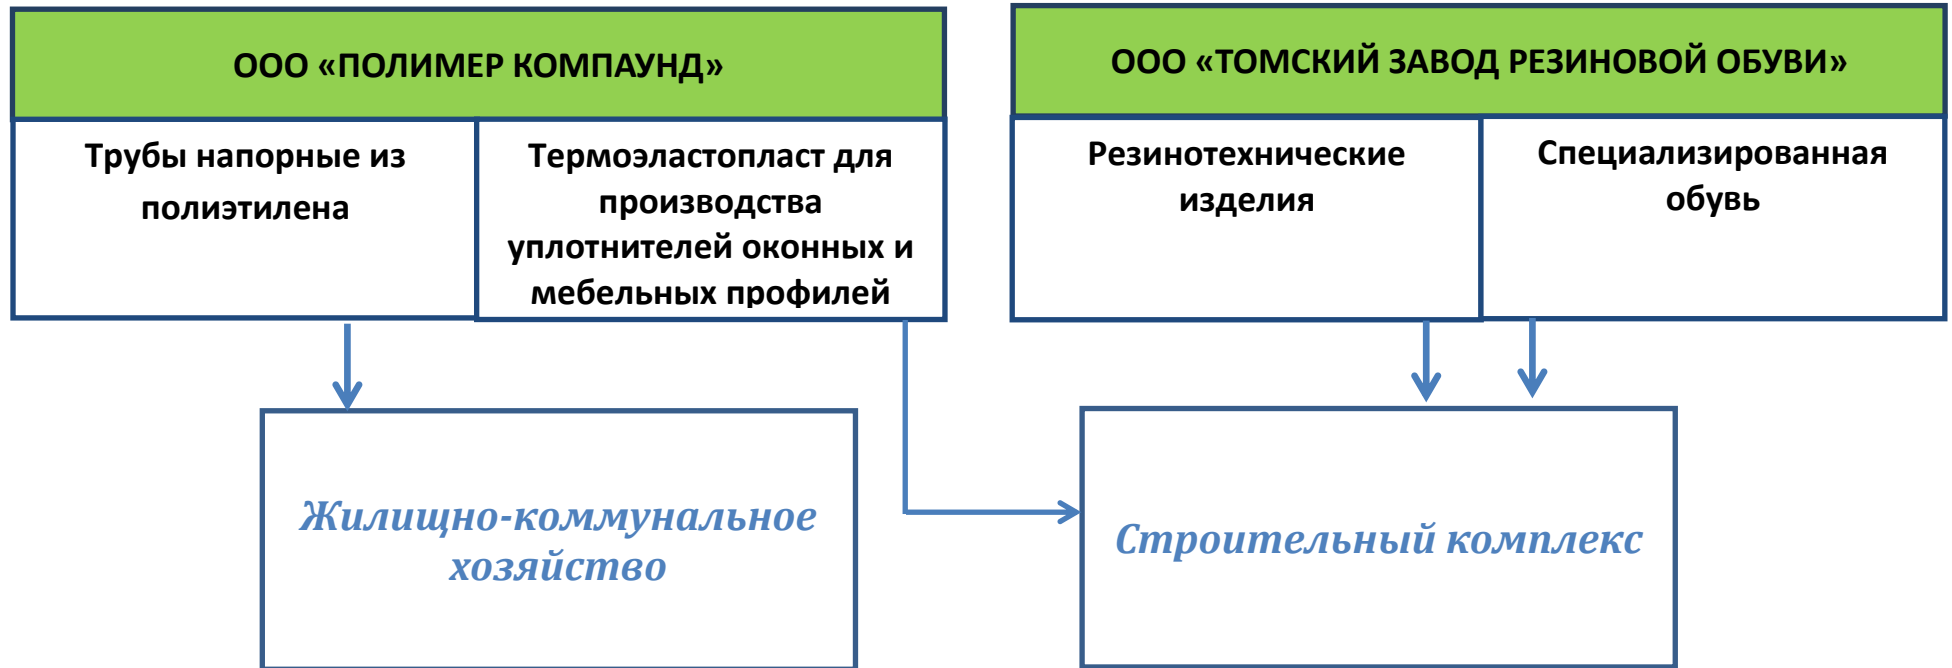 ООО «ПОЛИМЕР КОМПАУНД»
ООО «ТОМСКИЙ ЗАВОД РЕЗИНОВОЙ ОБУВИ»
Трубы напорные из
полиэтилена
Термоэластопласт для
производства
уплотнителей оконных и
мебельных профилей
Резинотехнические
изделия
Специализированная
обувь
Жилищно-коммунальное
хозяйство
Строительный комплекс